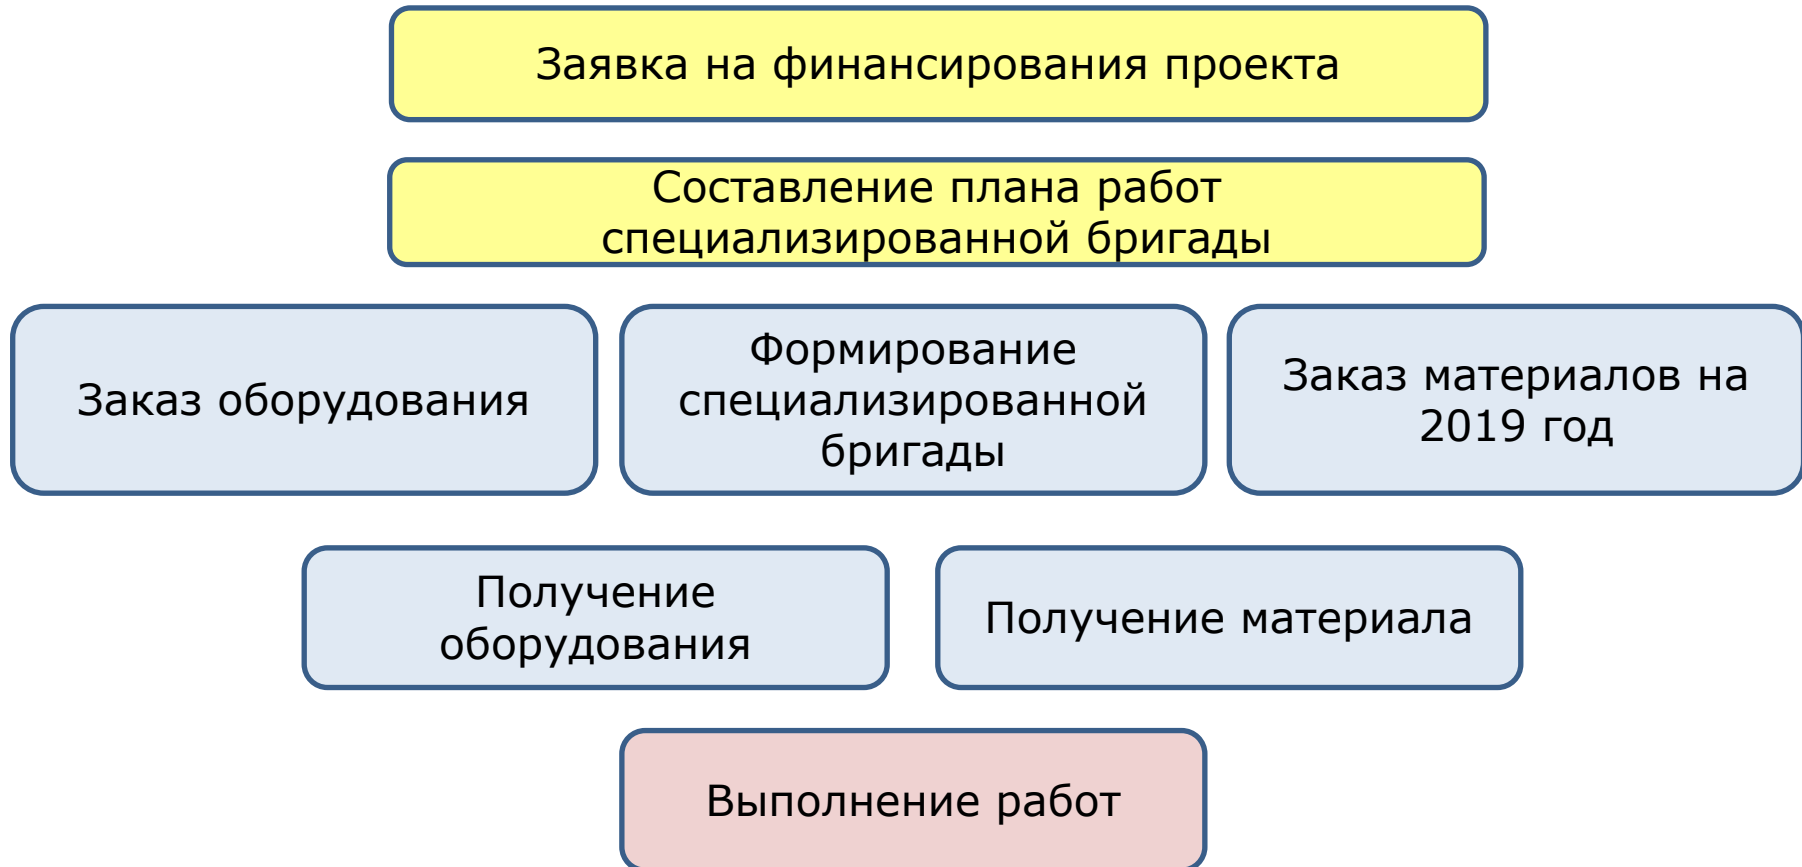 Заявка на финансирования проекта
Составление плана работ
специализированной бригады
Заказ оборудования
Формирование
специализированной
бригады
Заказ материалов на
2019 год
Получение
оборудования
Получение материала
Выполнение работ